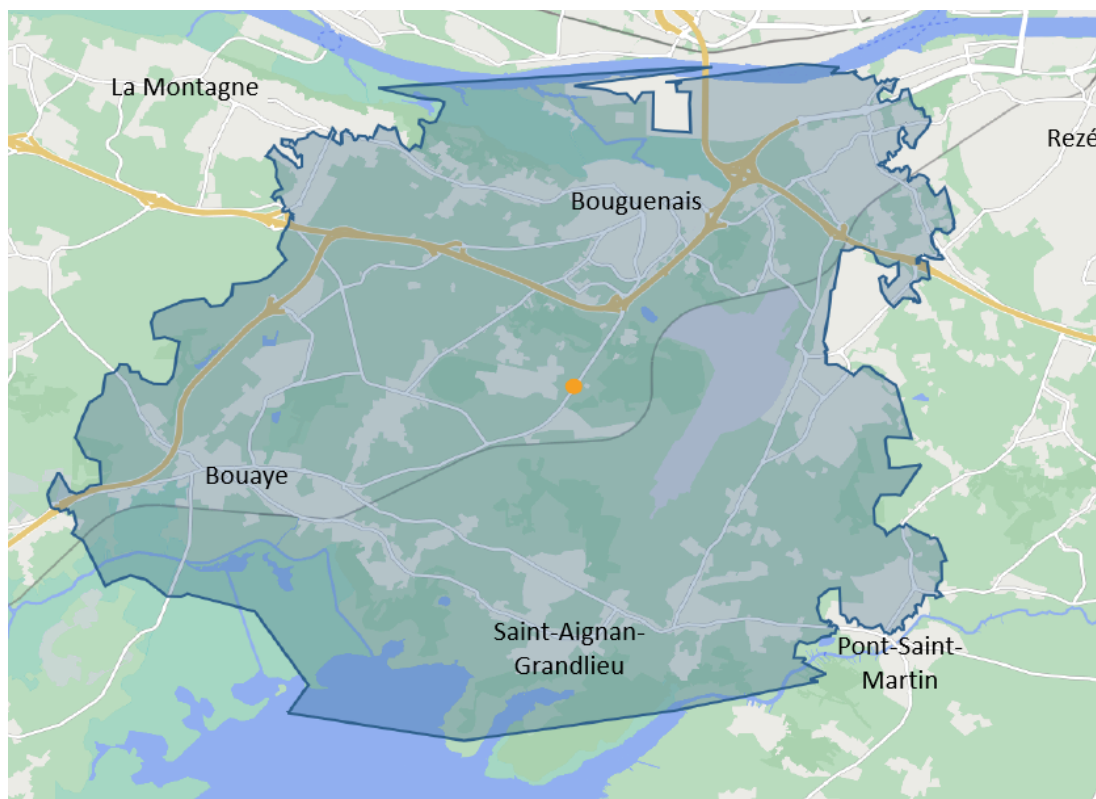 La Montagne
Rezé
Bouguenais
Bouaye
Saint-Aignan-
Grandlieu
Pont-Saint-
Martin